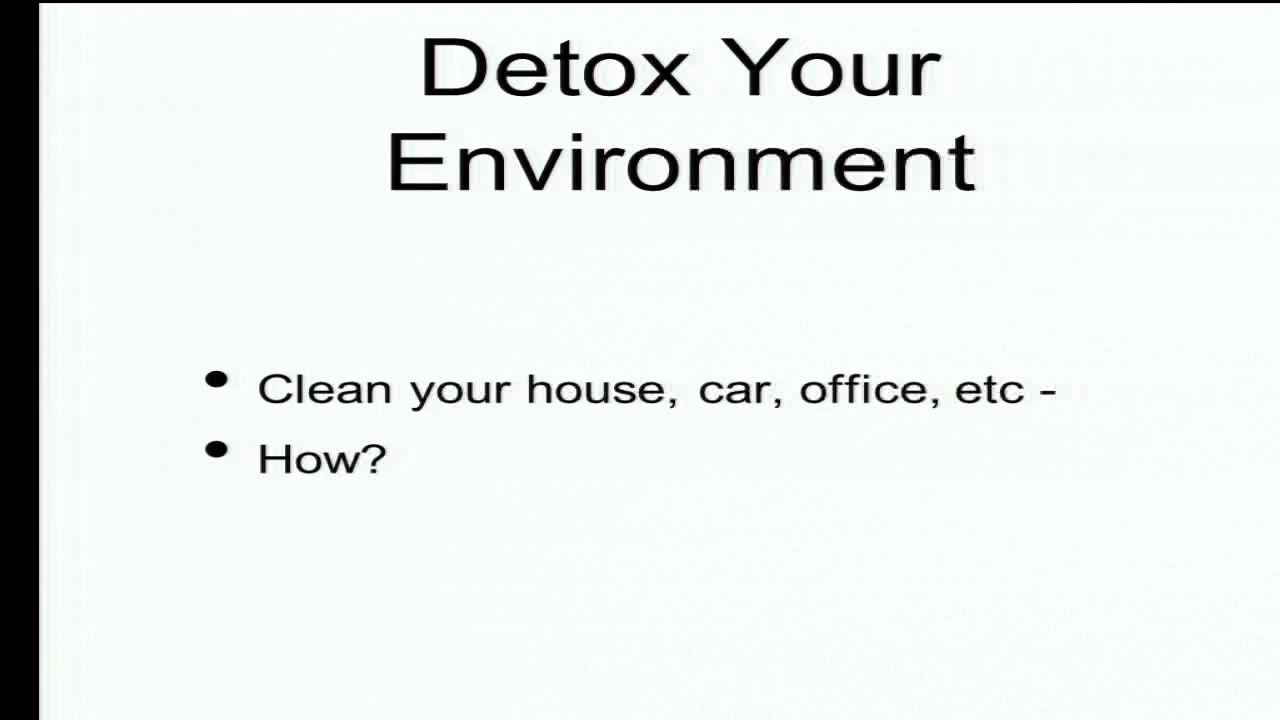 Detox Your
Environment
• Clean your house, car, office, etc -
• How?